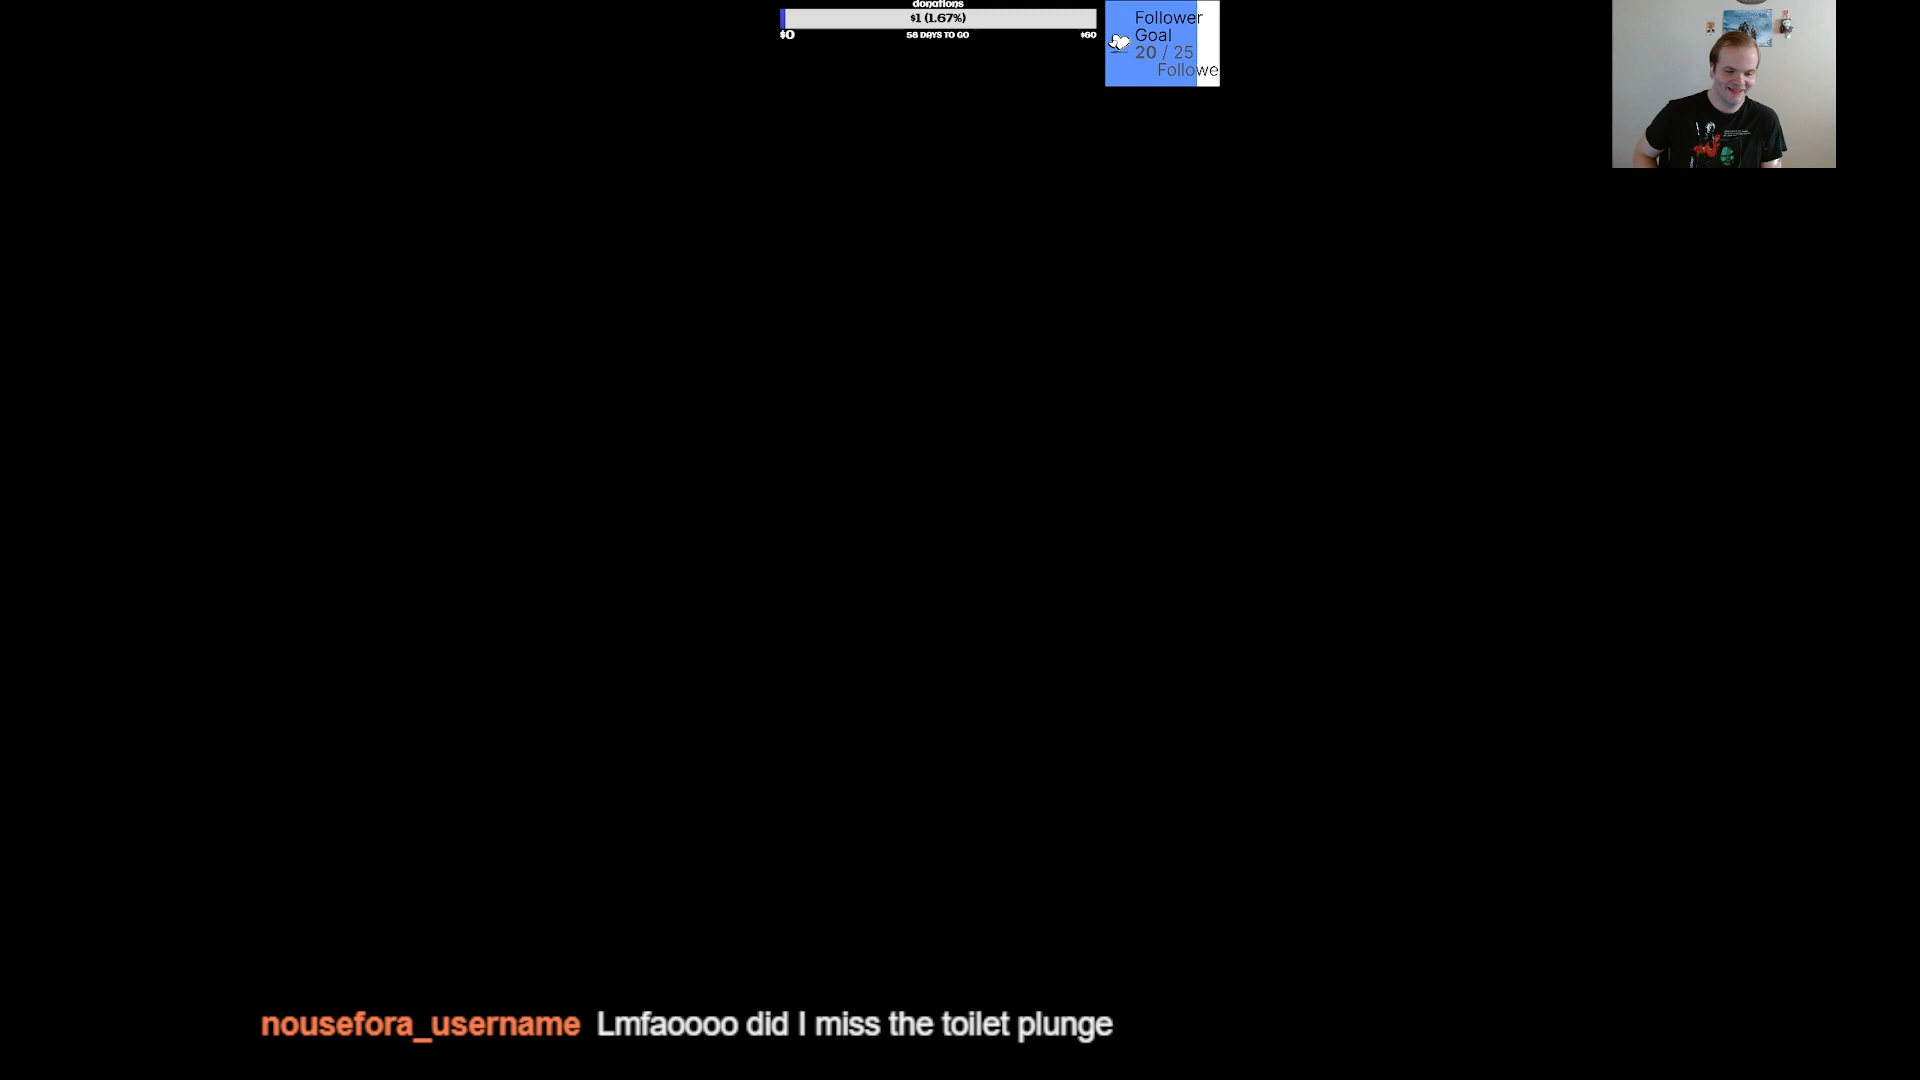 donations
$1 (1.67%)
$0
58 DAYS TO GO
$60
Follower
Goal
20 / 25
Followe
nousefora_username Lmfaoooo did I miss the toilet plunge